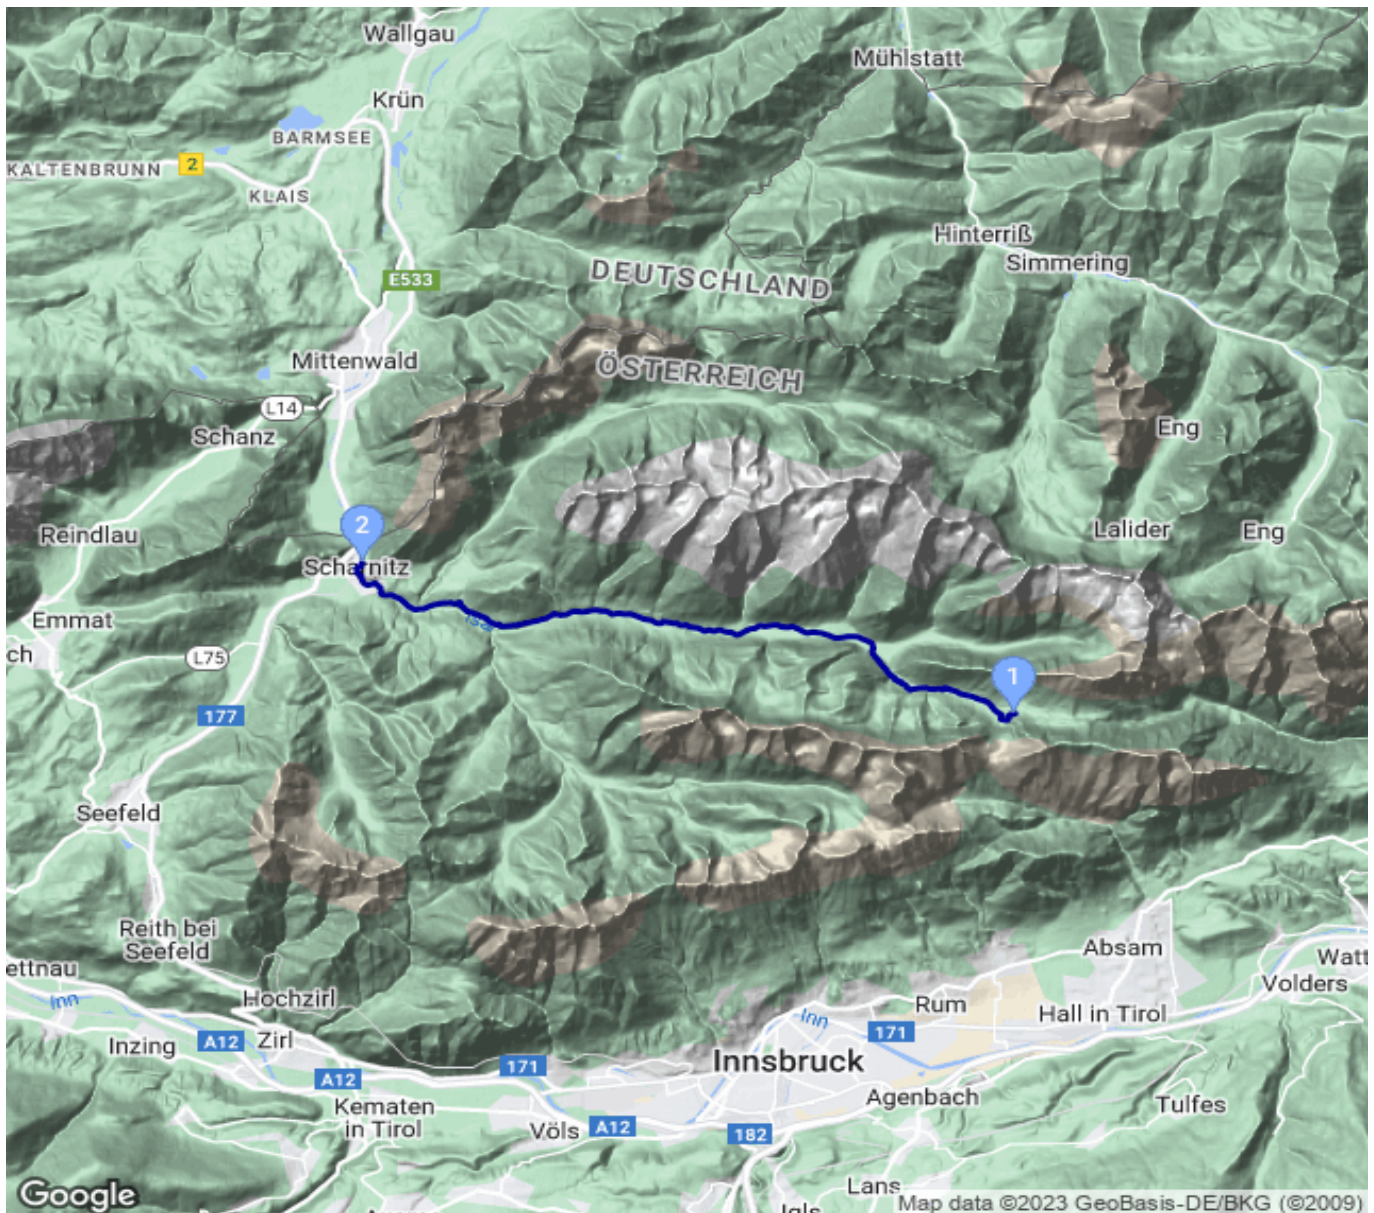 Wallgau
Mühlstatt
Krün
BARMSEE
KALTENBRUNN
2
KLAIS
Hinterriß
Simmering
E533
DEUTSCHLAND
Mittenwald
ÖSTERREICH
L14
Schanz
Eng
2
Reindlau
Lalider
Eng
Scharnitz
Emmat
ch
L75
1
177
Seefeld
Reith bei
Seefeld
Absam
ettnau
Watt
Inn
Hochzirl
Rum
Volders
Inn
Hall in Tirol
A12
Zirl
171
Inzing
171
Innsbruck
A12
Kematen
in Tirol
Agenbach
Tulfes
Völs
A12
182
Lans
Google
Map data ©2023 GeoBasis-DE/BKG (©2009)
Igls